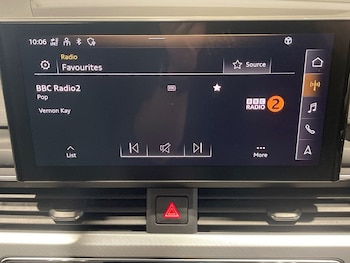 10:06
Radio
Favourites
Source
BBC Radio2
Pop
Vernon Kay
BBC
RADIO 2
List
More